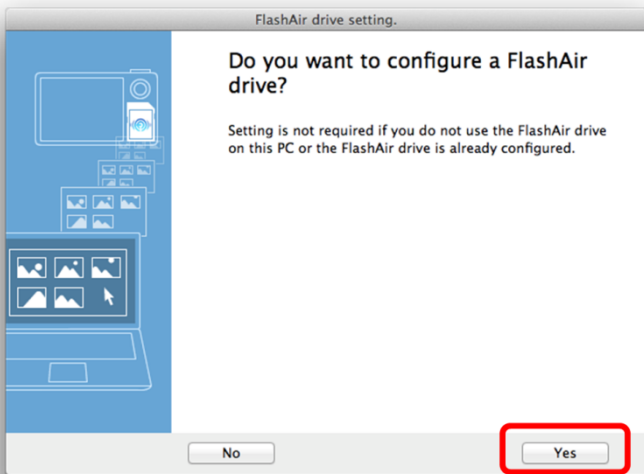 FlashAir drive setting.
Do you want to configure a FlashAir
drive?
Setting is not required if you do not use the FlashAir drive
on this PC or the FlashAir drive is already configured.
No
Yes